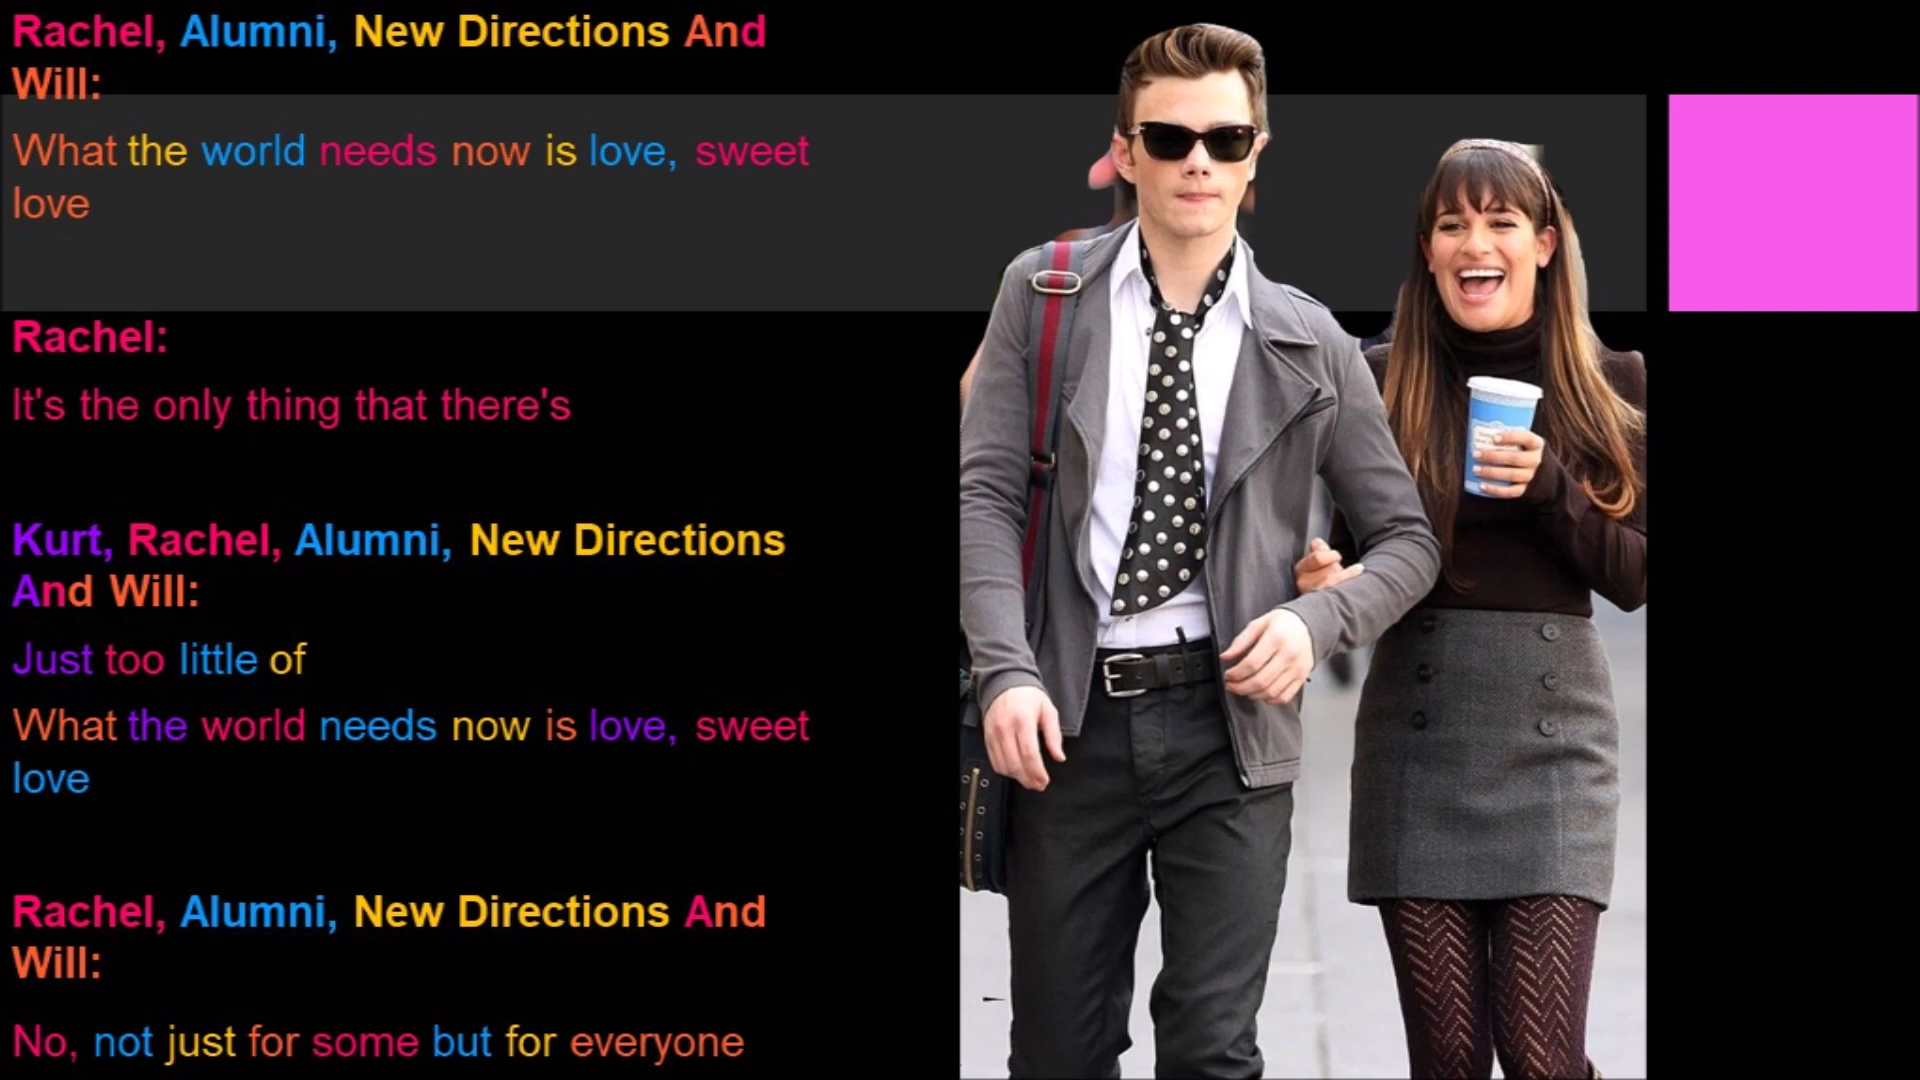 Rachel, Alumni, New Directions And
Will:
What the world needs now is love, sweet
love
Rachel:
It's the only thing that there's
Kurt, Rachel, Alumni, New Directions
And Will:
Just too little of
What the world needs now is love, sweet
love
Rachel, Alumni, New Directions And
Will:
No, not just for some but for everyone